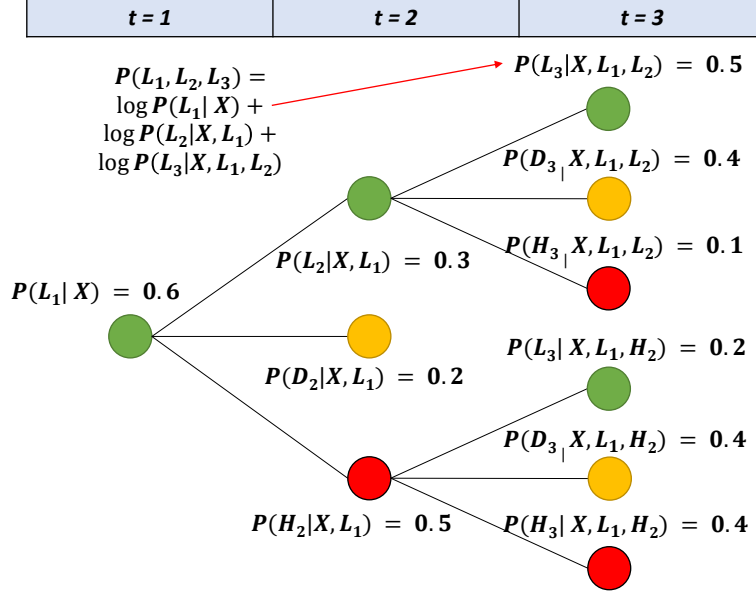 t = 1 t = 2 t = 3
P(L₁, L₂, L₃) =
log P(L₁| X) +
log P(L₂|X, L₁) +
log P(L₃|X, L₁, L₂)
P(L₃|X, L₁, L₂) = 0.5
P(D₃| X, L₁, L₂) = 0.4
P(H₃| X, L₁, L₂) = 0.1
P(L₂|X, L₁) = 0.3
P(L₁| X) = 0.6
P(D₂|X, L₁) = 0.2
P(L₃| X, L₁, H₂) = 0.2
P(D₃| X, L₁, H₂) = 0.4
P(H₂|X, L₁) = 0.5
P(H₃| X, L₁, H₂) = 0.4